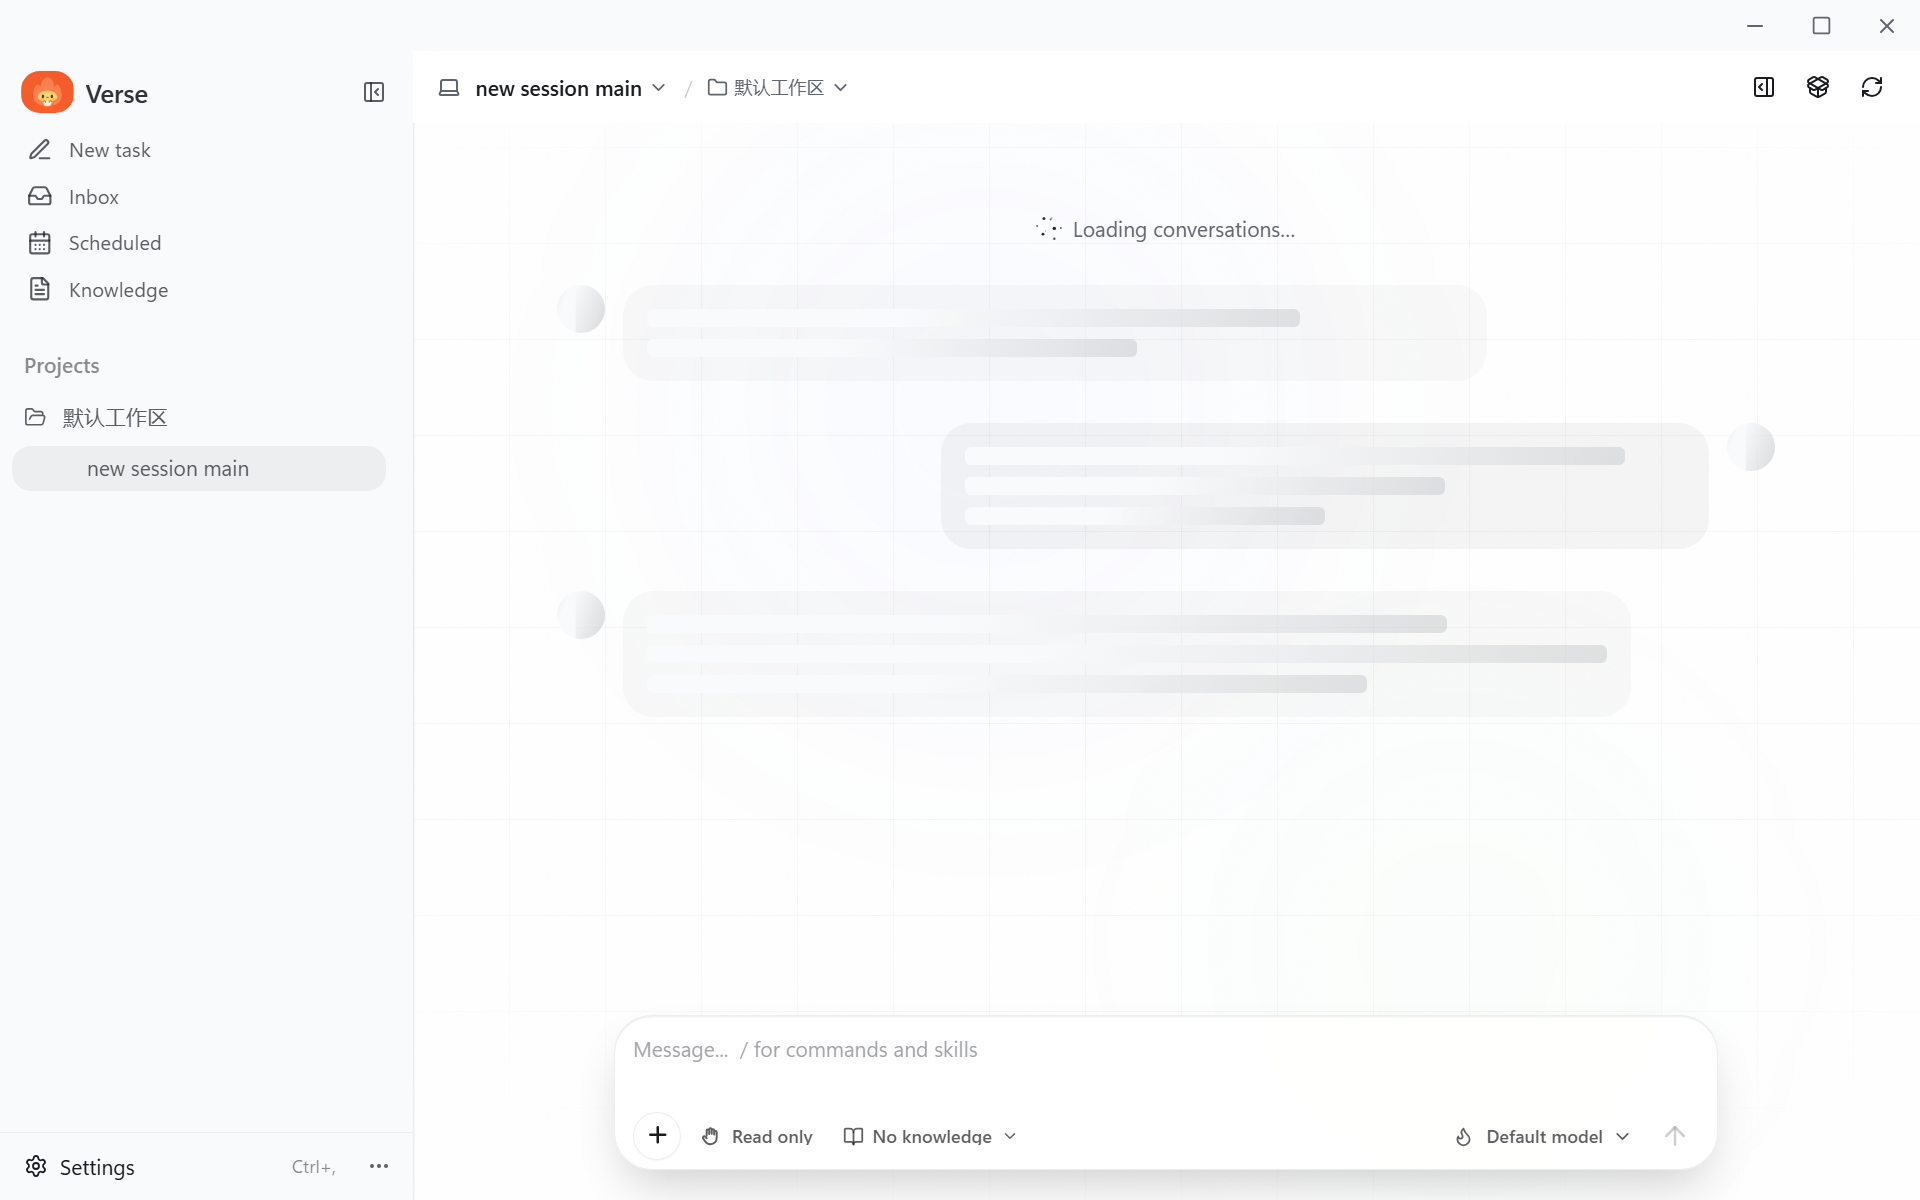 Verse
New task
Inbox
Scheduled
Knowledge
Projects
默认工作区
new session main
Settings
Ctrl+,
new session main / 默认工作区
Loading conversations...
Message... / for commands and skills
Read only
No knowledge
Default model